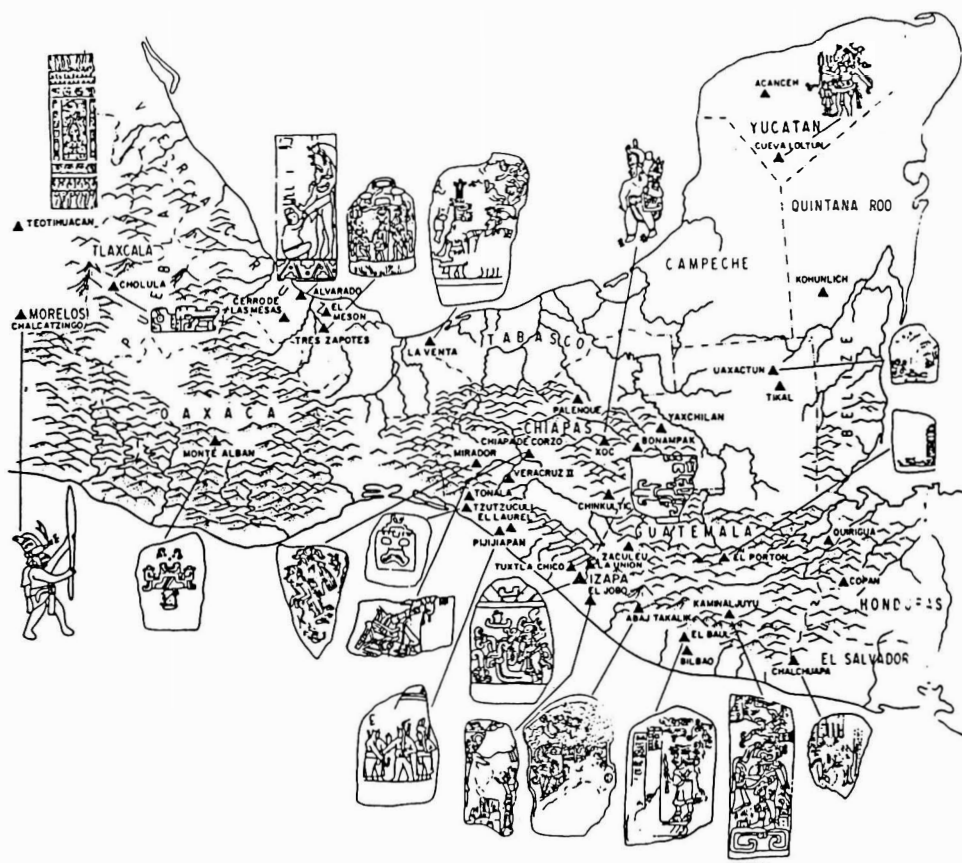 ACANCEH
YUCATAN
CUEVA LOLTUN
QUINTANA ROO
TEOTIHUACAN
TLAXCALA
CAMPECHE
CHOLULA
KOHUNLICH
MORELOS
CHALCATZINGO
CERRO DE
LAS MESAS
ALVARADO
EL
MESON
TRES ZAPOTES
LA VENTA
TABASCO
UAXACTUN
TIKAL
BELIZE
OAXACA
PALENQUE
CHIAPAS
YAXCHILAN
MONTE ALBAN
CHIAPA DE CORZO
XOC
BONAMPAK
MIRADOR
VERACRUZ II
TONALA
TZUTZUCULI
CHINKULTIC
EL LAUREL
PIJIJIAPAN
GUATEMALA
QUIRIGUA
ZACULEU
TUXTLA CHICO
LA UNION
EL PORTON
IZAPA
COPAN
EL JOBO
HONDURAS
ABAJ TAKALIK
KAMINALJUYU
EL BAUL
BILBAO
CHALCHUAPA
EL SALVADOR